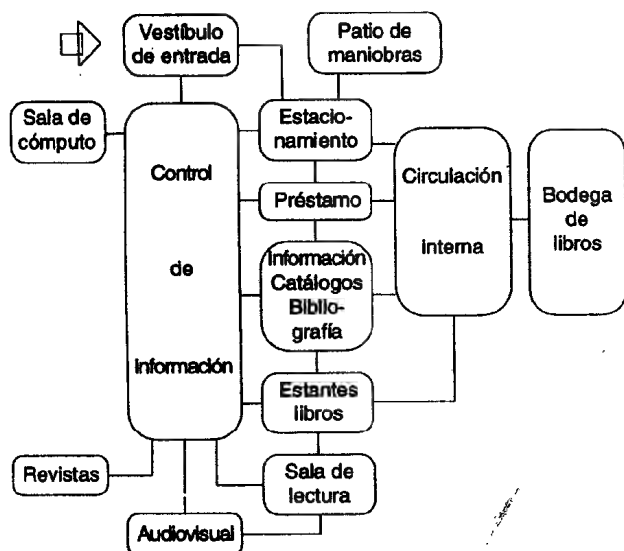 Vestíbulo
de entrada
Patio de
maniobras
Sala de
cómputo
Estacio-
namiento
Control
de
Información
Préstamo
Circulación
interna
Bodega
de
libros
Información
Catálogos
Biblio-
grafía
Estantes
libros
Revistas
Sala de
lectura
Audiovisual